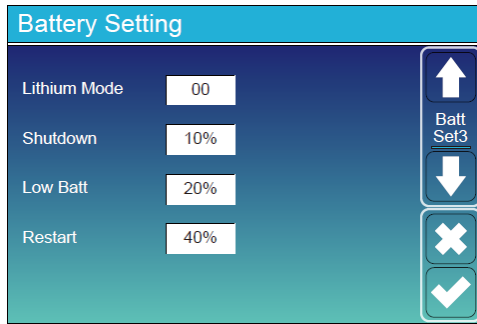 Battery Setting
Lithium Mode 00
Shutdown 10%
Low Batt 20%
Restart 40%
Batt
Set3